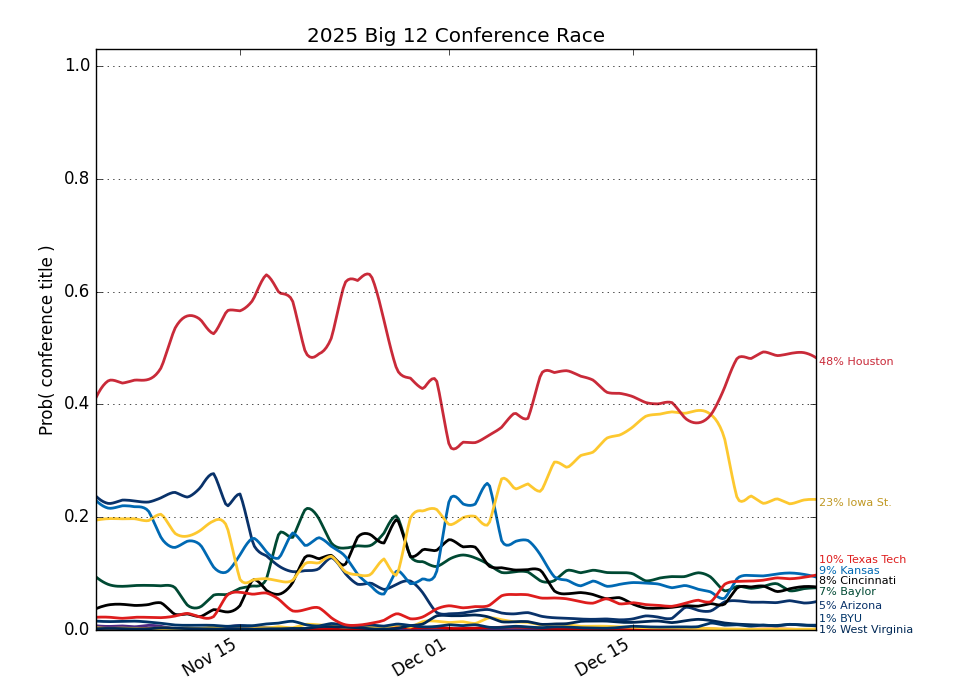 2025 Big 12 Conference Race
Prob( conference title )
1.0
0.8
0.6
0.4
0.2
0.0
Nov 15
Dec 01
Dec 15
48% Houston
23% Iowa St.
10% Texas Tech
9% Kansas
8% Cincinnati
7% Baylor
5% Arizona
1% BYU
1% West Virginia